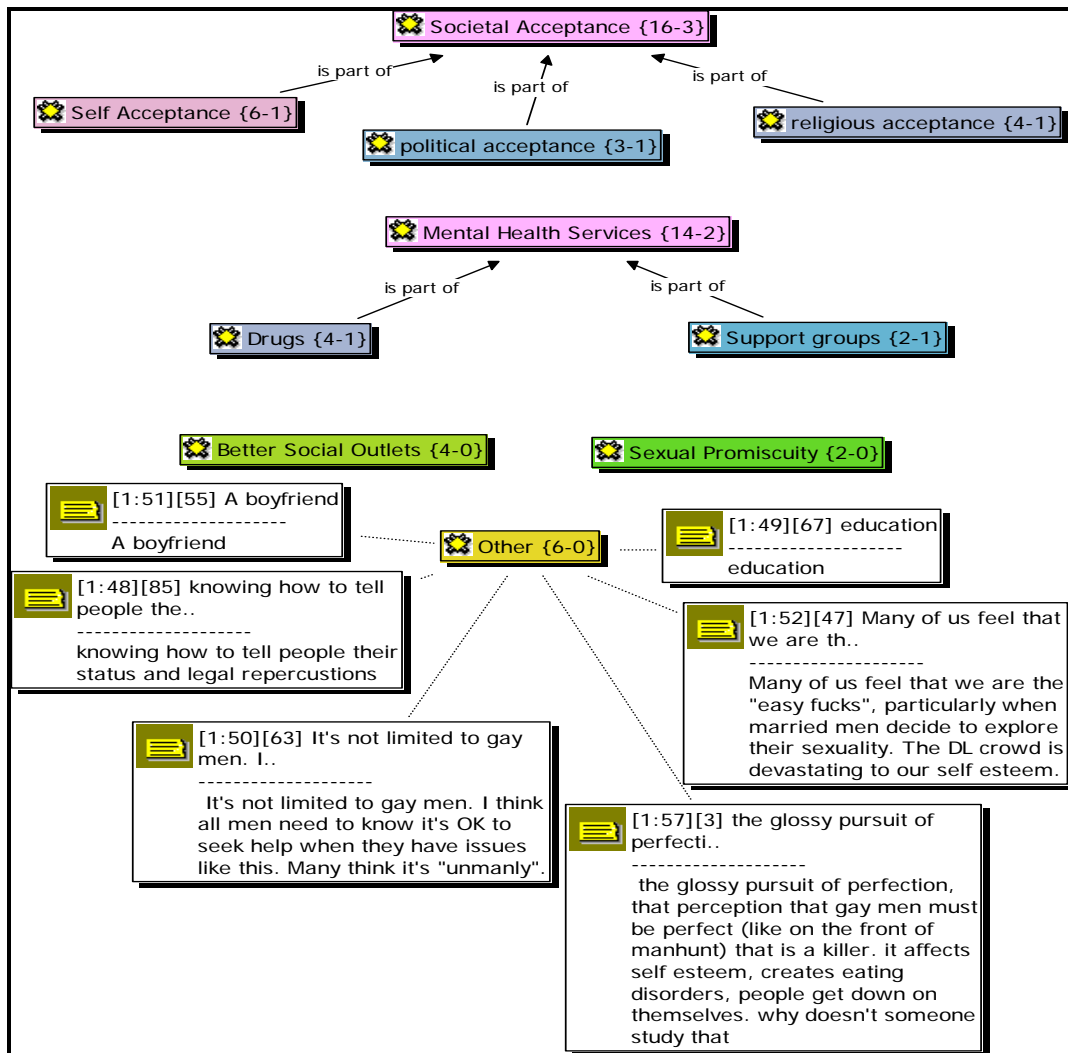 Societal Acceptance {16-3}
is part of
is part of
is part of
Self Acceptance {6-1}
political acceptance {3-1}
religious acceptance {4-1}
Mental Health Services {14-2}
is part of
is part of
Drugs {4-1}
Support groups {2-1}
Better Social Outlets {4-0}
Sexual Promiscuity {2-0}
[1:51][55] A boyfriend
--------------------
A boyfriend
Other {6-0}
[1:49][67] education
--------------------
education
[1:48][85] knowing how to tell
people the..
--------------------
knowing how to tell people their
status and legal repercustions
[1:52][47] Many of us feel that
we are th..
--------------------
Many of us feel that we are the
"easy fucks", particularly when
married men decide to explore
their sexuality. The DL crowd is
devastating to our self esteem.
[1:50][63] It's not limited to gay
men. I..
--------------------
It's not limited to gay men. I think
all men need to know it's OK to
seek help when they have issues
like this. Many think it's "unmanly".
[1:57][3] the glossy pursuit of
perfecti..
--------------------
the glossy pursuit of perfection,
that perception that gay men must
be perfect (like on the front of
manhunt) that is a killer. it affects
self esteem, creates eating
disorders, people get down on
themselves. why doesn't someone
study that